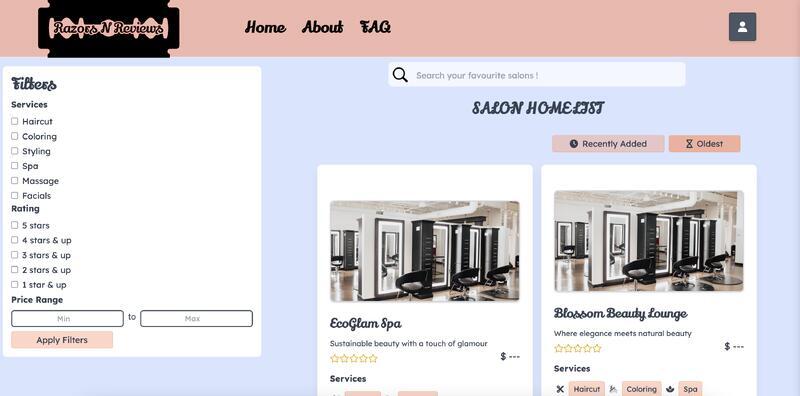 Razors N Reviews
Home About FAQ
Search your favourite salons !
Filters
Services
Haircut
Coloring
Styling
Spa
Massage
Facials
Rating
5 stars
4 stars & up
3 stars & up
2 stars & up
1 star & up
Price Range
Min to Max
Apply Filters
SALON HOMELIST
Recently Added Oldest
EcoGlam Spa
Sustainable beauty with a touch of glamour
$ ---
Services
Blossom Beauty Lounge
Where elegance meets natural beauty
$ ---
Services
Haircut Coloring Spa